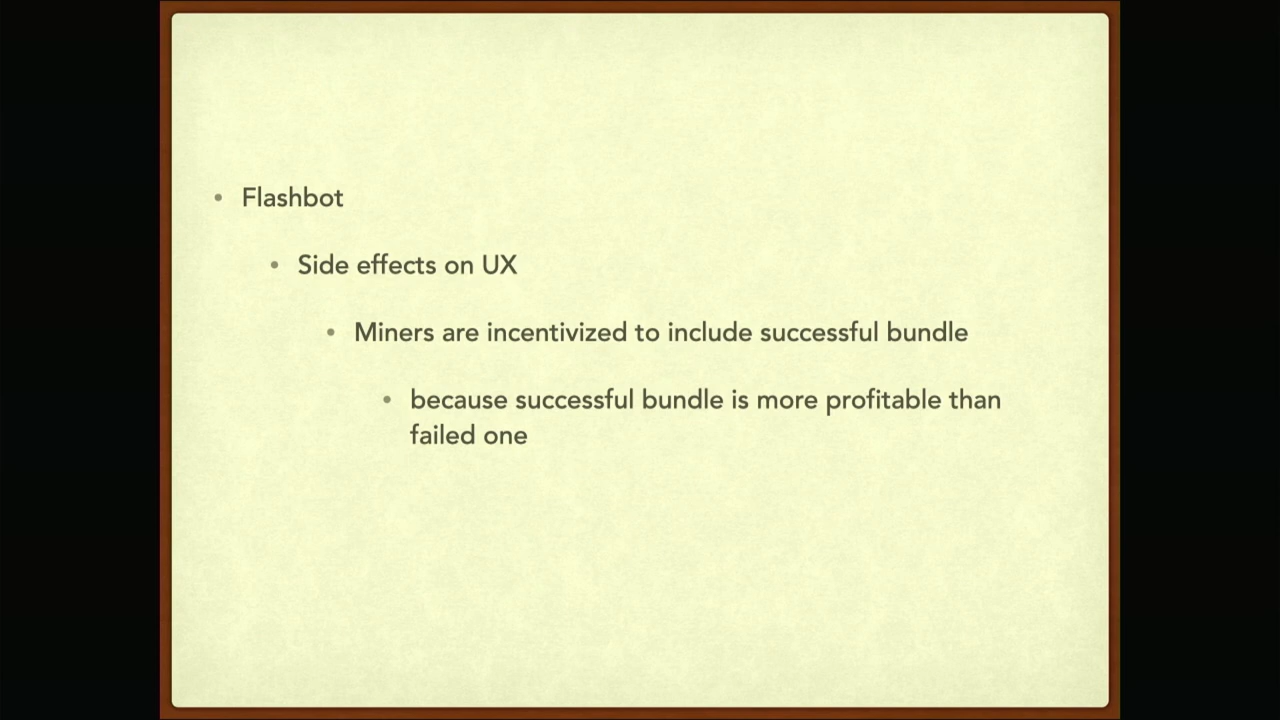 • Flashbot
• Side effects on UX
• Miners are incentivized to include successful bundle
• because successful bundle is more profitable than
failed one